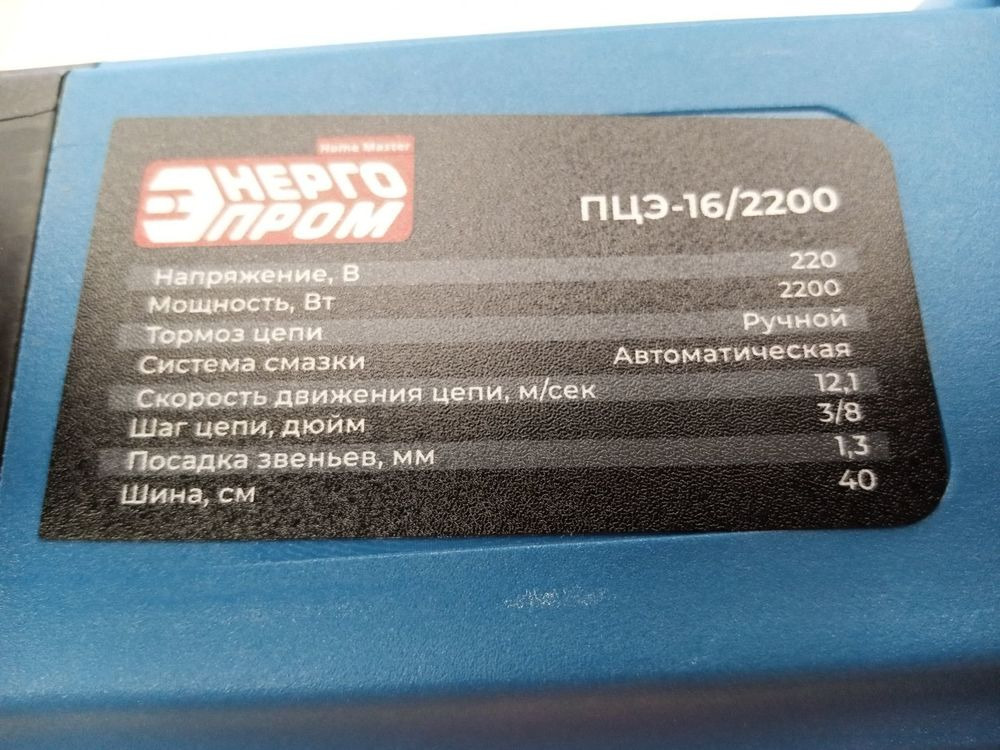 Home Master
ЭНЕРГО
ПРОМ
ПЦЭ-16/2200
Напряжение, В 220
Мощность, Вт 2200
Тормоз цепи Ручной
Система смазки Автоматическая
Скорость движения цепи, м/сек 12,1
Шаг цепи, дюйм 3/8
Посадка звеньев, мм 1,3
Шина, см 40